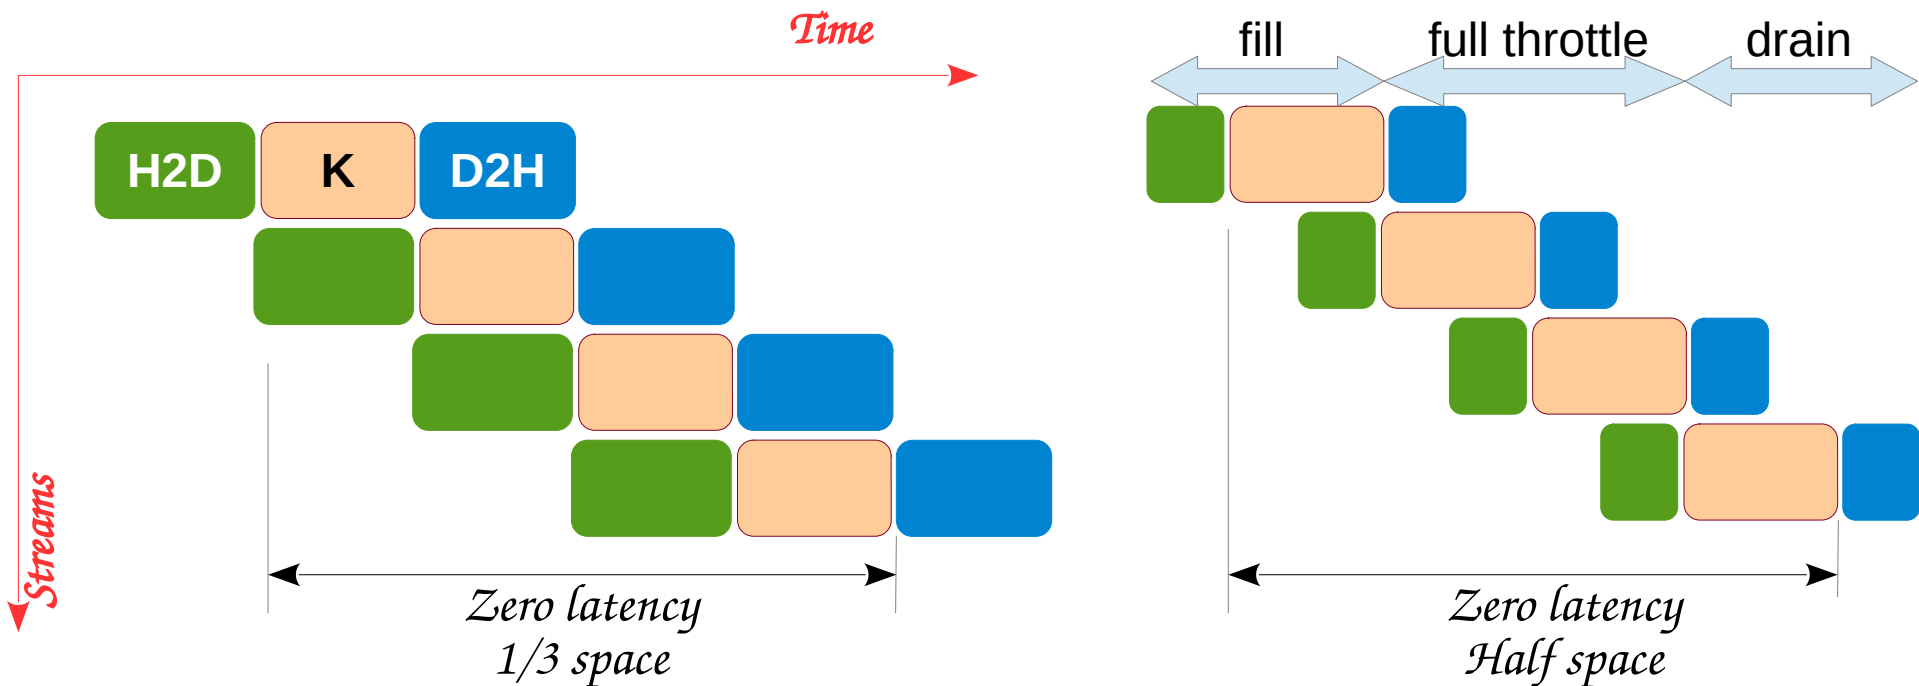 Time
fill
full throttle
drain
H2D
K
D2H
Streams
Zero latency
1/3 space
Zero latency
Half space